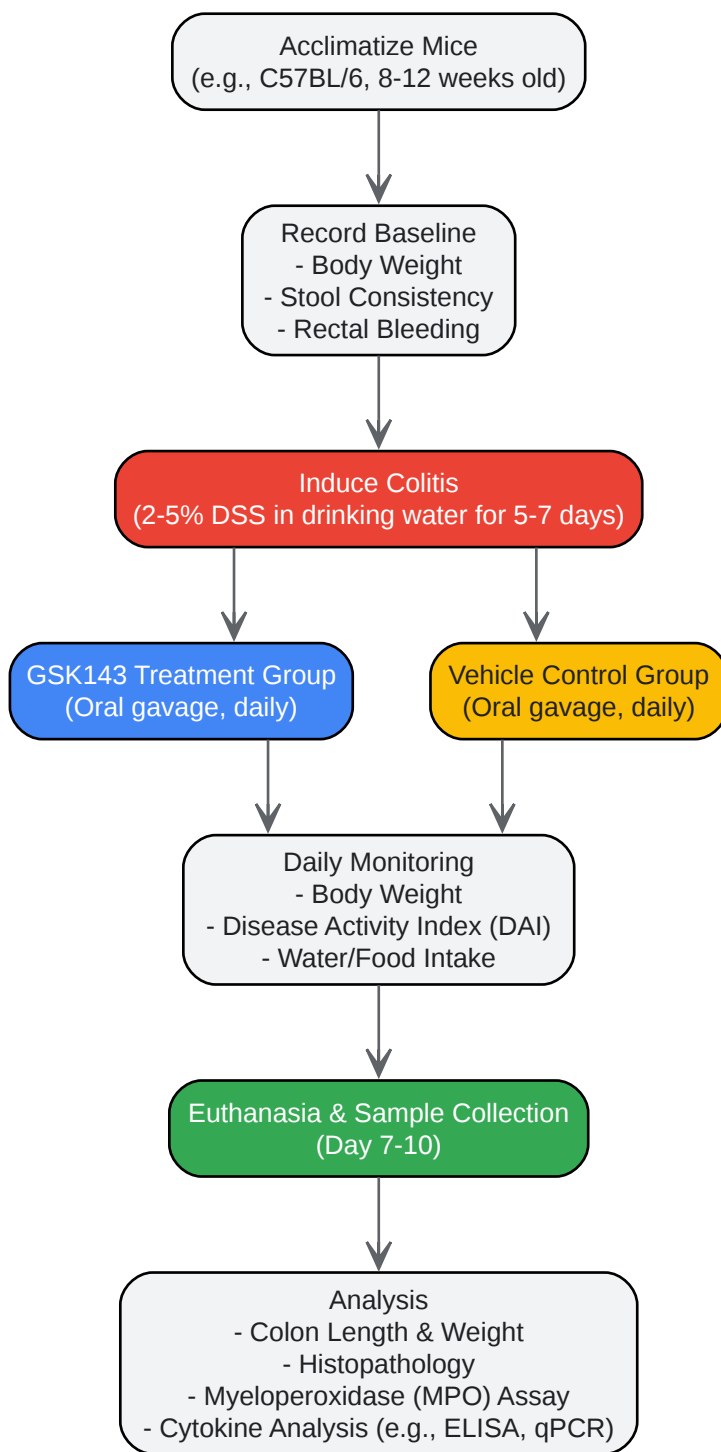 Acclimatize Mice
(e.g., C57BL/6, 8-12 weeks old)
Record Baseline
- Body Weight
- Stool Consistency
- Rectal Bleeding
Induce Colitis
(2-5% DSS in drinking water for 5-7 days)
GSK143 Treatment Group
(Oral gavage, daily)
Vehicle Control Group
(Oral gavage, daily)
Daily Monitoring
- Body Weight
- Disease Activity Index (DAI)
- Water/Food Intake
Euthanasia & Sample Collection
(Day 7-10)
Analysis
- Colon Length & Weight
- Histopathology
- Myeloperoxidase (MPO) Assay
- Cytokine Analysis (e.g., ELISA, qPCR)